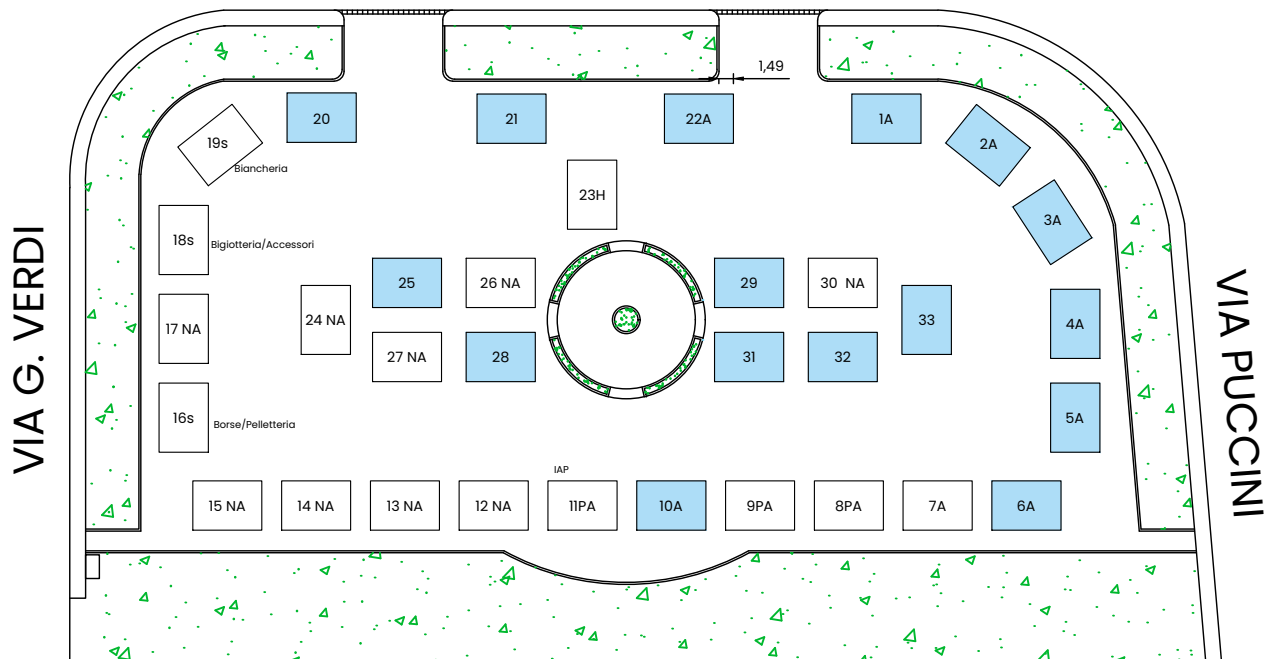 1,49
20
21
22A
1A
2A
19s
Biancheria
23H
3A
18s
Bigiotteria/Accessori
VIA G. VERDI
VIA PUCCINI
25
26 NA
29
30 NA
24 NA
33
17 NA
4A
27 NA
28
31
32
16s
Borse/Pelletteria
5A
IAP
15 NA
14 NA
13 NA
12 NA
11PA
10A
9PA
8PA
7A
6A